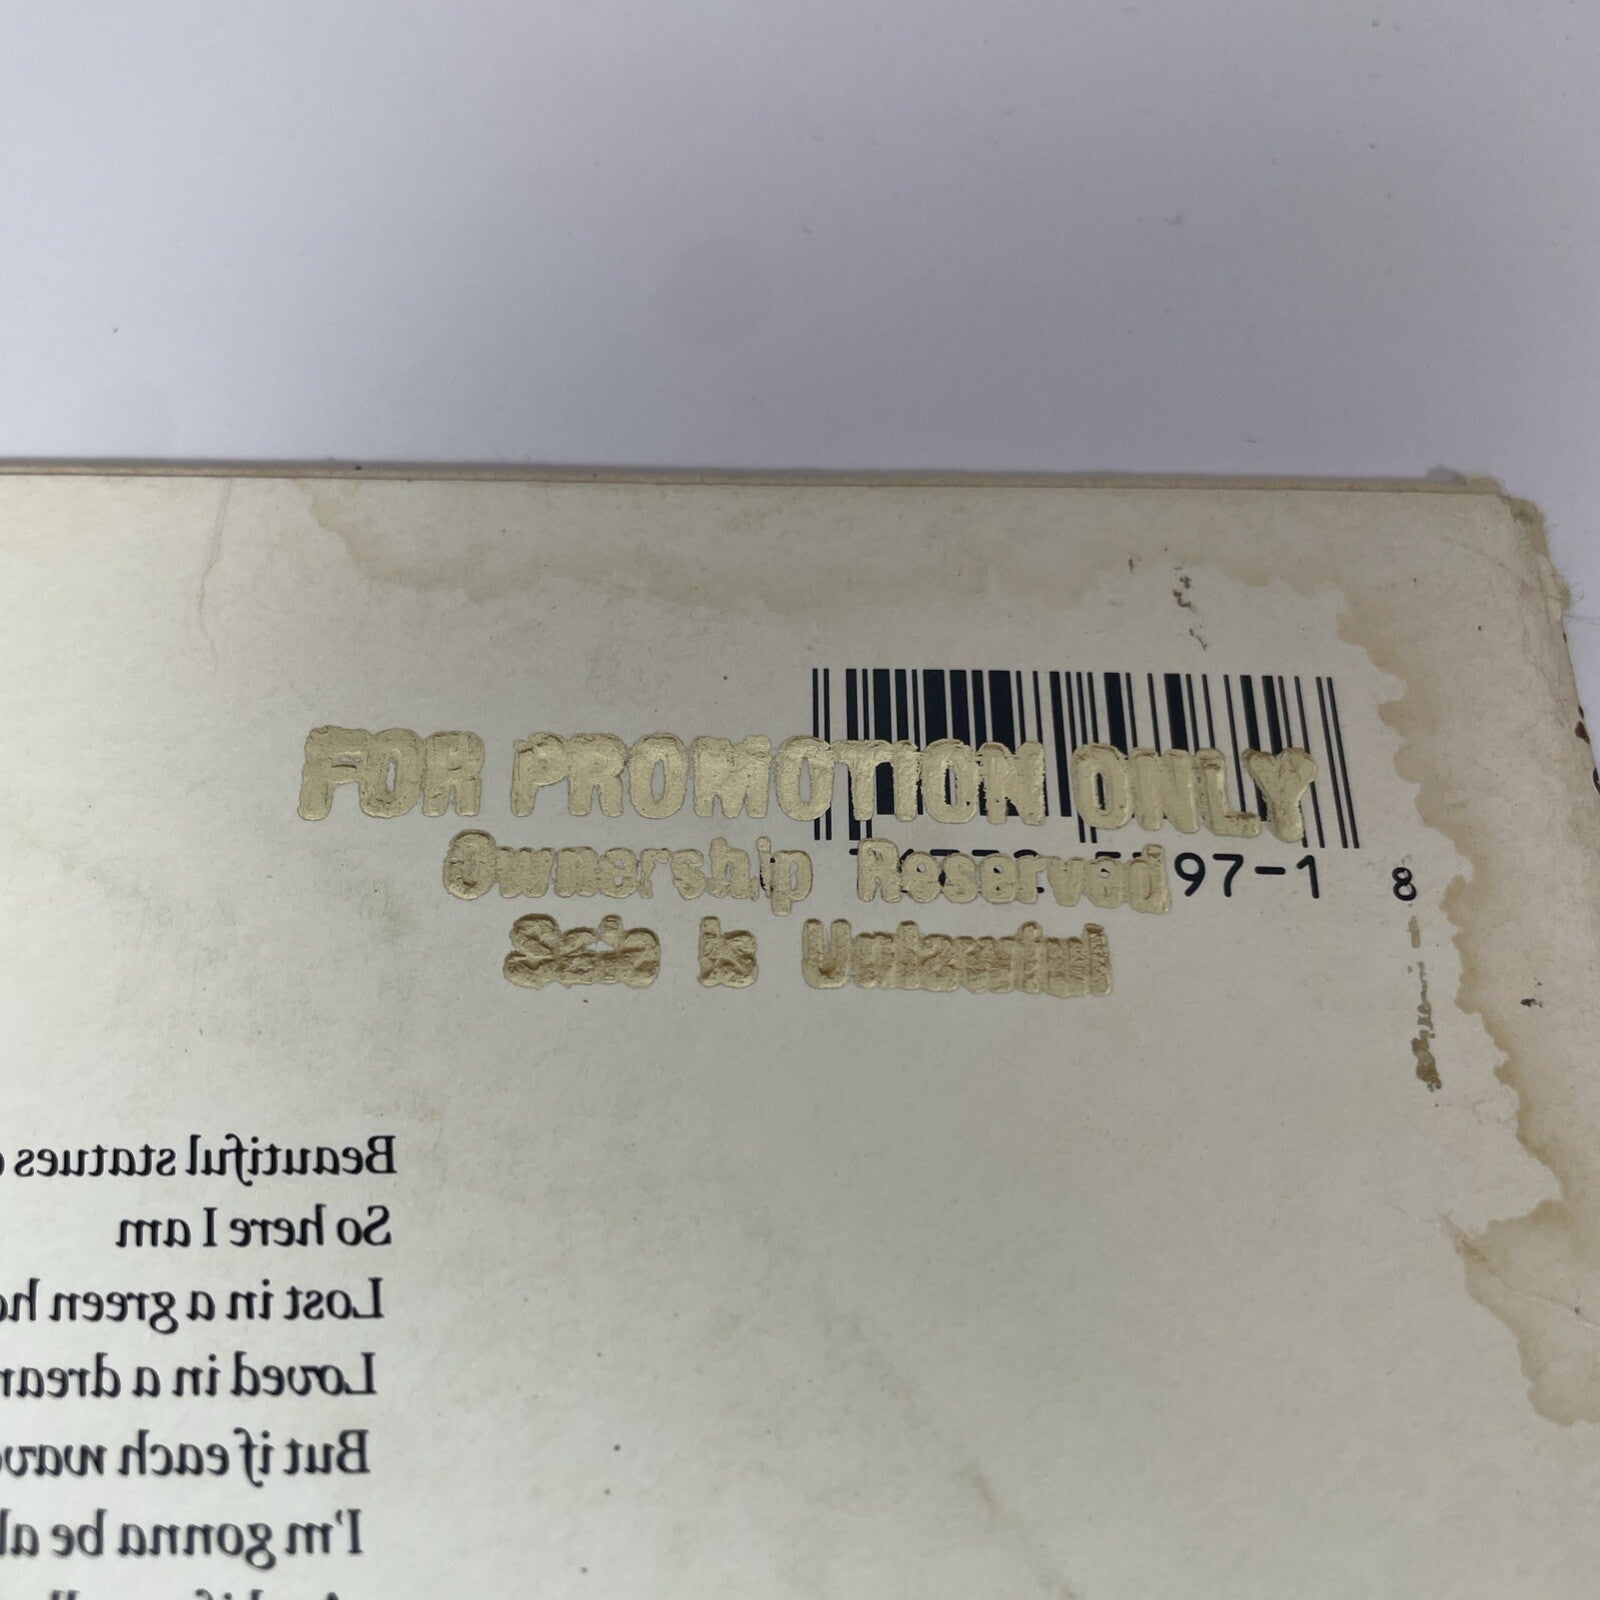 FOR PROMOTION ONLY
Ownership Reserved
97-1 8
Sale is Unlawful
Beautiful statues
So here I am
Lost in a green
Loved in a
But if each
I'm gonna be